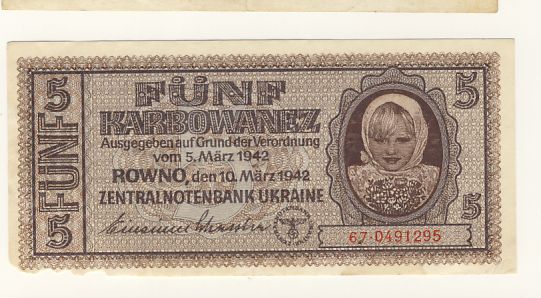 5 FÜNF 5
FÜNF
KARBOWANEZ
Ausgegeben auf Grund der Verordnung
vom 5. März 1942
ROWNO, den 10. März 1942
ZENTRALNOTENBANK UKRAINE
5
5
67·0491295